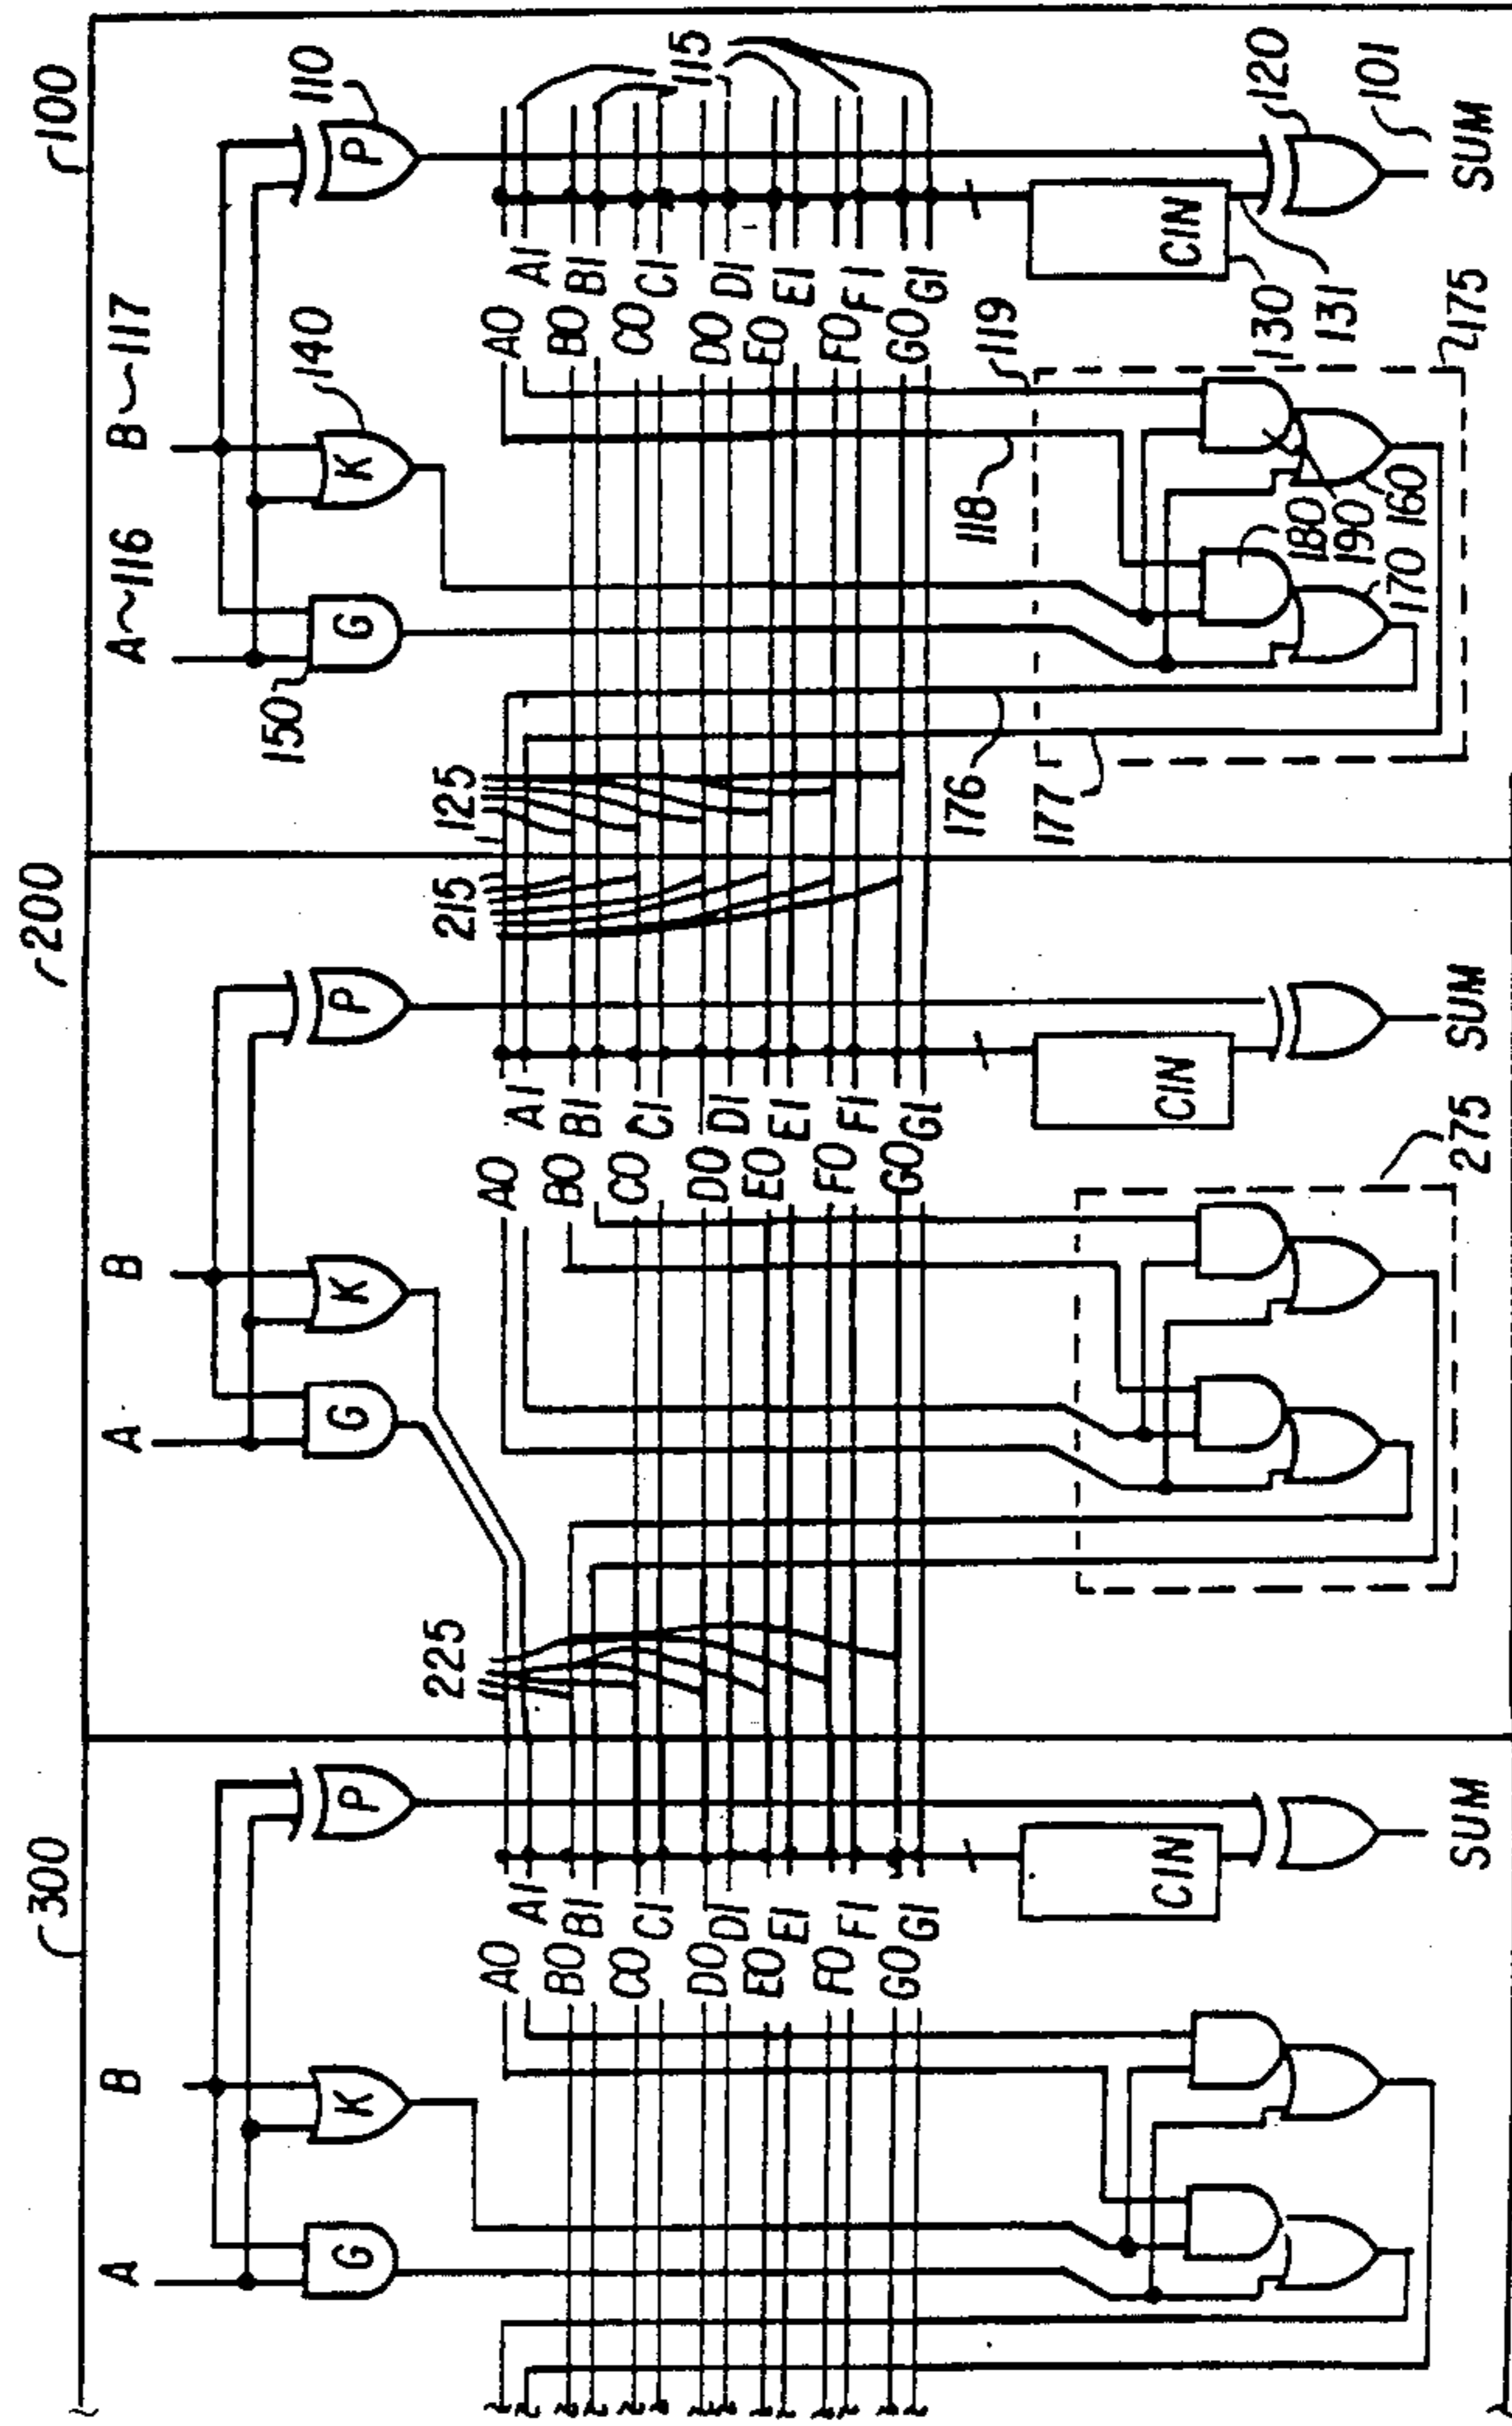 300
200
100
A
B
A
B
A~116
B~117
G
K
P
G
K
P
150
G
K
140
P
110
225
215
125
115
AO
AI
BO
BI
CO
CI
DO
DI
EO
EI
FO
FI
GO
GI
AO
AI
BO
BI
CO
CI
DO
DI
EO
EI
FO
FI
GO
GI
AO
AI
BO
BI
CO
CI
DO
DI
EO
EI
FO
FI
GO
GI
176
177
118
119
CIN
CIN
CIN
130
131
180
190
170
160
120
101
275
175
SUM
SUM
SUM